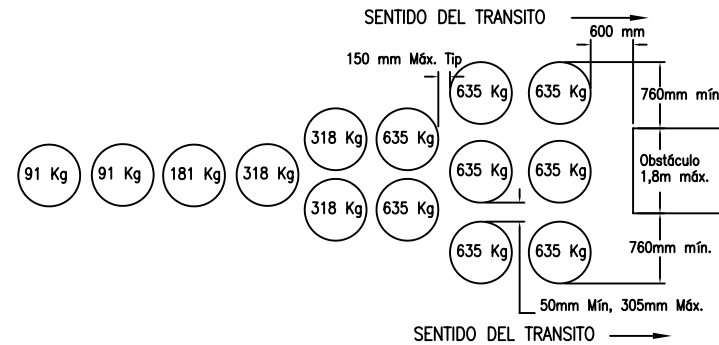 SENTIDO DEL TRANSITO
600 mm
150 mm Máx. Tip
635 Kg 635 Kg
760mm mín
318 Kg 635 Kg
91 Kg 91 Kg 181 Kg 318 Kg
635 Kg 635 Kg
Obstáculo
1,8m máx.
318 Kg 635 Kg
635 Kg 635 Kg
760mm mín.
50mm Mín, 305mm Máx.
SENTIDO DEL TRANSITO